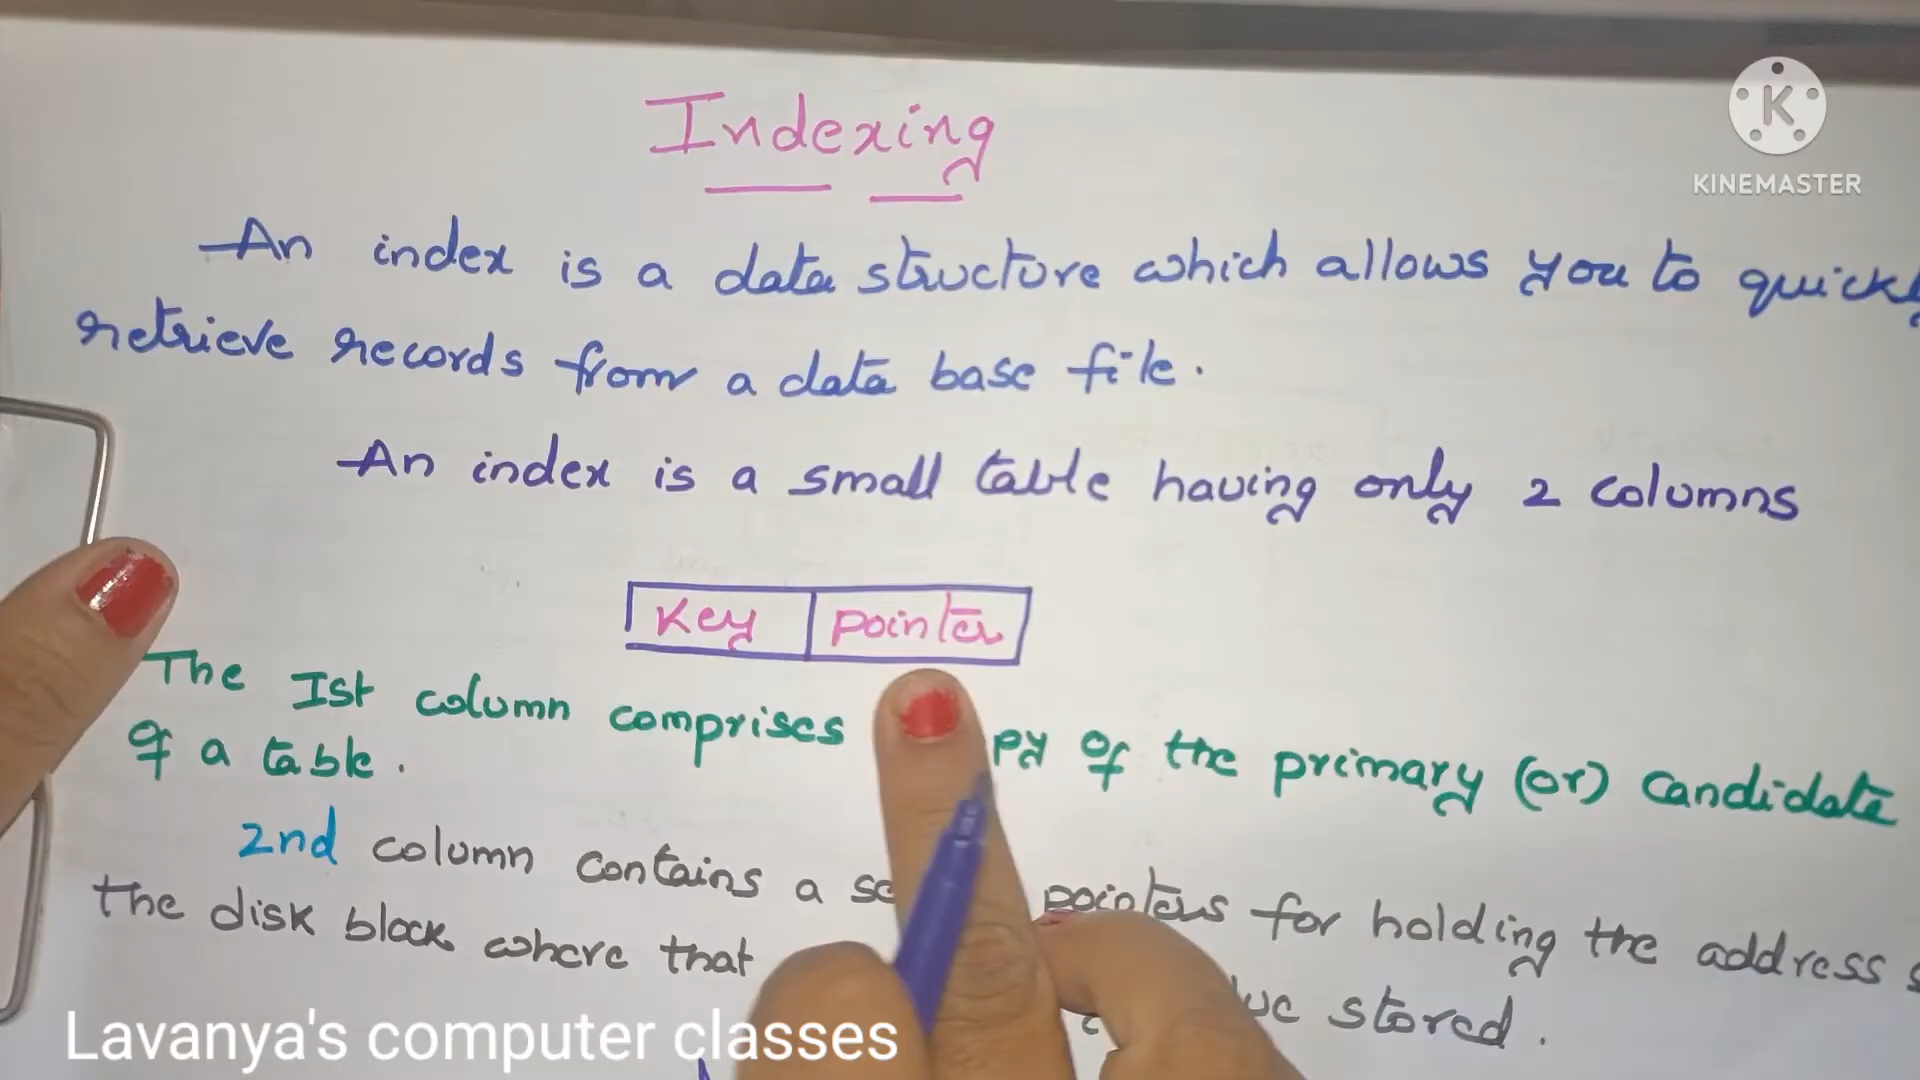 Indexing
KINEMASTER
An index is a data structure which allows you to quickly
retrieve records from a data base file.
An index is a small table having only 2 columns
Key pointer
The Ist column comprises py of the primary (or) candidate
of a table.
2nd column contains a pointers for holding the address
the disk block where that
stored.
Lavanya's computer classes